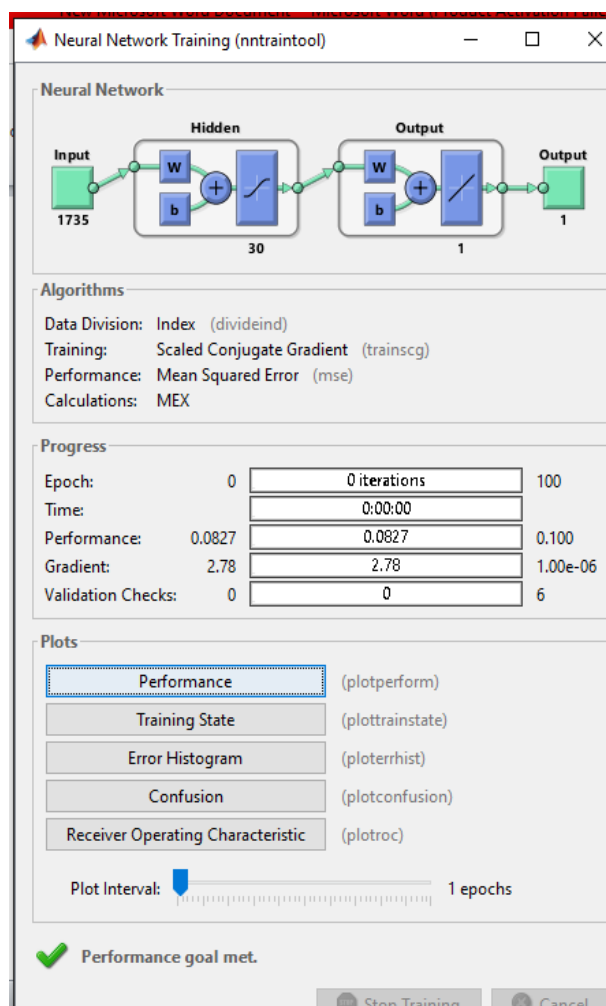 Neural Network Training (nntraintool)
Neural Network
Hidden
Output
Input
Output
W
W
b
b
1735
30
1
1
Algorithms
Data Division: Index (divideind)
Training: Scaled Conjugate Gradient (trainscg)
Performance: Mean Squared Error (mse)
Calculations: MEX
Progress
Epoch: 0 0 iterations 100
Time: 0:00:00
Performance: 0.0827 0.0827 0.100
Gradient: 2.78 2.78 1.00e-06
Validation Checks: 0 0 6
Plots
Performance (plotperform)
Training State (plottrainstate)
Error Histogram (ploterrhist)
Confusion (plotconfusion)
Receiver Operating Characteristic (plotroc)
Plot Interval: 1 epochs
Performance goal met.
Stop Training Cancel